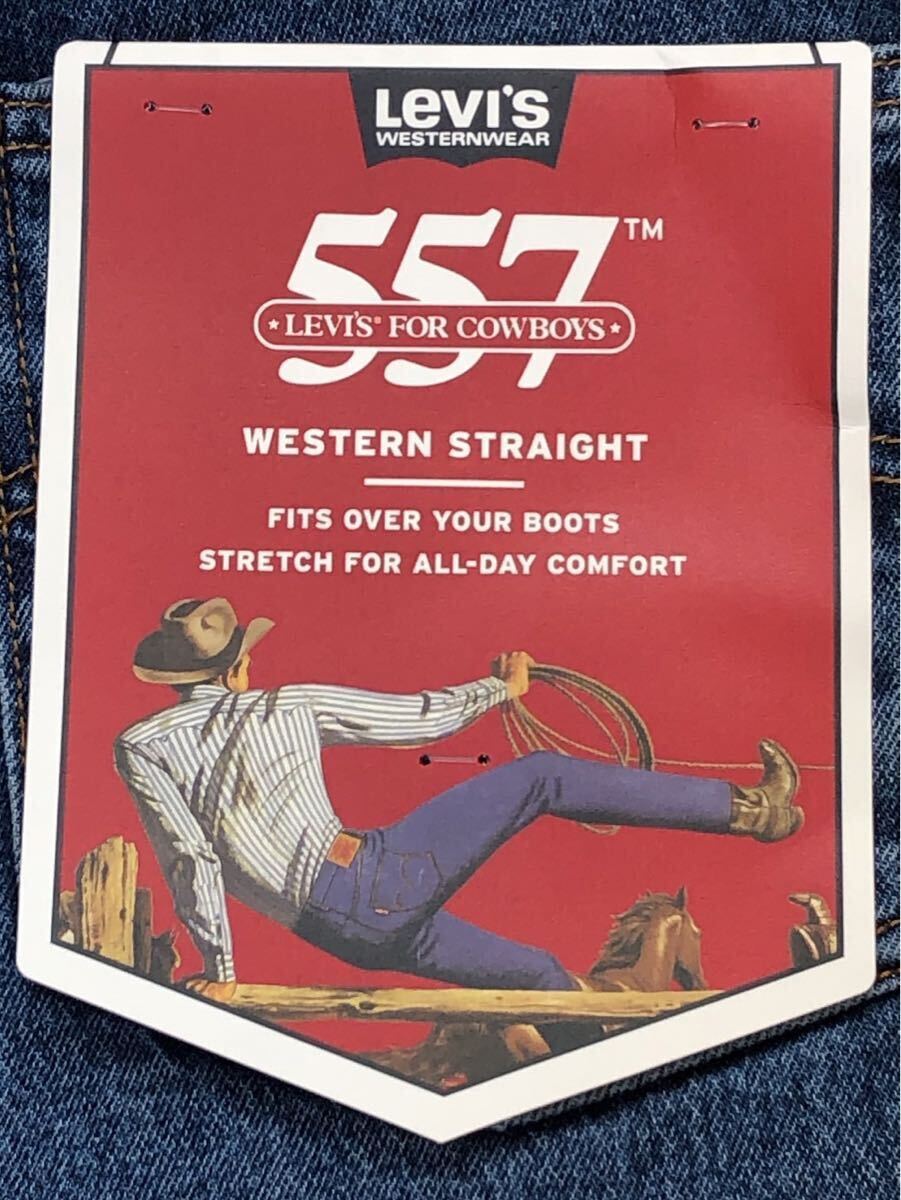 LEVI'S
WESTERNWEAR
557™
★ LEVI'S® FOR COWBOYS ★
WESTERN STRAIGHT
FITS OVER YOUR BOOTS
STRETCH FOR ALL-DAY COMFORT